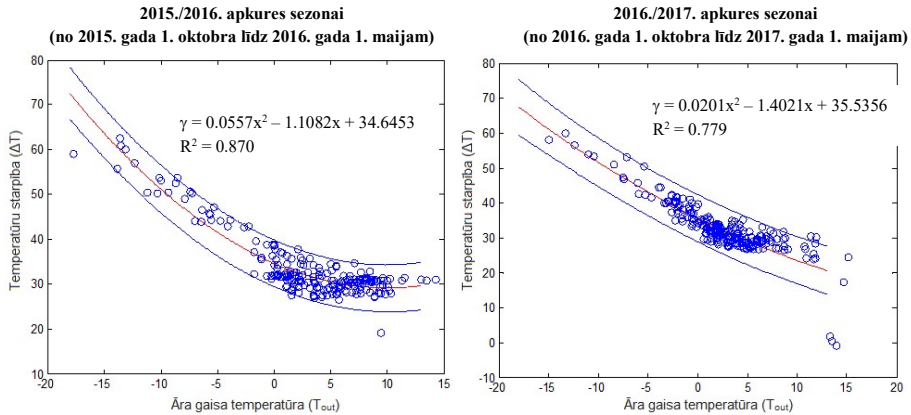 2015./2016. apkures sezonai
(no 2015. gada 1. oktobra līdz 2016. gada 1. maijam)
80
70
60
50
40
30
20
10
-20
-15
-10
-5
0
5
10
15
Temperatūru starpība (ΔT)
Āra gaisa temperatūra (Tout)
γ = 0.0557x² – 1.1082x + 34.6453
R² = 0.870
2016./2017. apkures sezonai
(no 2016. gada 1. oktobra līdz 2017. gada 1. maijam)
80
70
60
50
40
30
20
10
0
-10
-20
-15
-10
-5
0
5
10
15
20
Temperatūru starpība (ΔT)
Āra gaisa temperatūra (Tout)
γ = 0.0201x² – 1.4021x + 35.5356
R² = 0.779